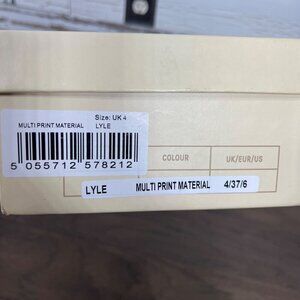 Size: UK 4
MULTI PRINT MATERIAL LYLE
5 055712 578212
COLOUR UK/EUR/US
LYLE MULTI PRINT MATERIAL 4/37/6